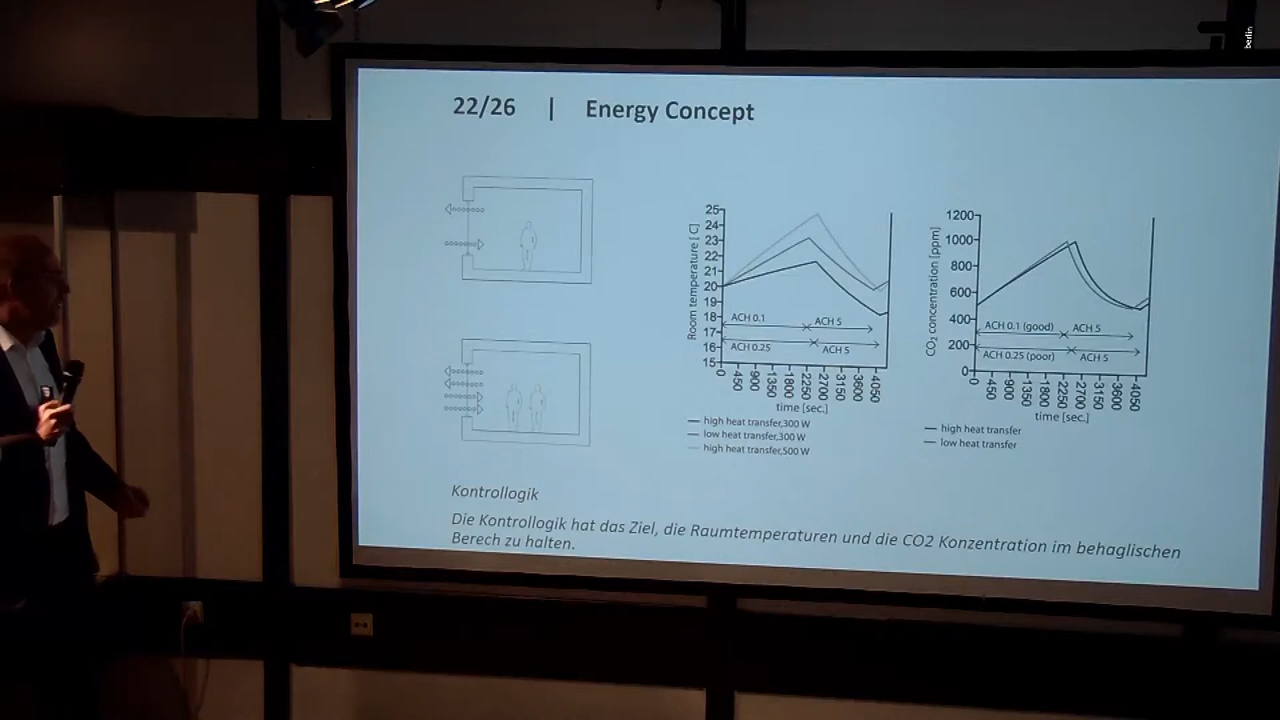 berlin
22/26 | Energy Concept
25
24
23
22
21
20
19
18
17
16
15
Room temperature [ C]
ACH 0.1 ACH 5
ACH 0.25 ACH 5
0 450 900 1350 1800 2250 2700 3150 3600 4050
time [sec.]
high heat transfer,300 W
low heat transfer,300 W
high heat transfer,500 W
1200
1000
800
600
400
200
0
CO2 concentration [ppm]
ACH 0.1 (good) ACH 5
ACH 0.25 (poor) ACH 5
0 450 900 1350 1800 2250 2700 3150 3600 4050
time [sec.]
high heat transfer
low heat transfer
Kontrollogik
Die Kontrollogik hat das Ziel, die Raumtemperaturen und die CO2 Konzentration im behaglischen
Berech zu halten.